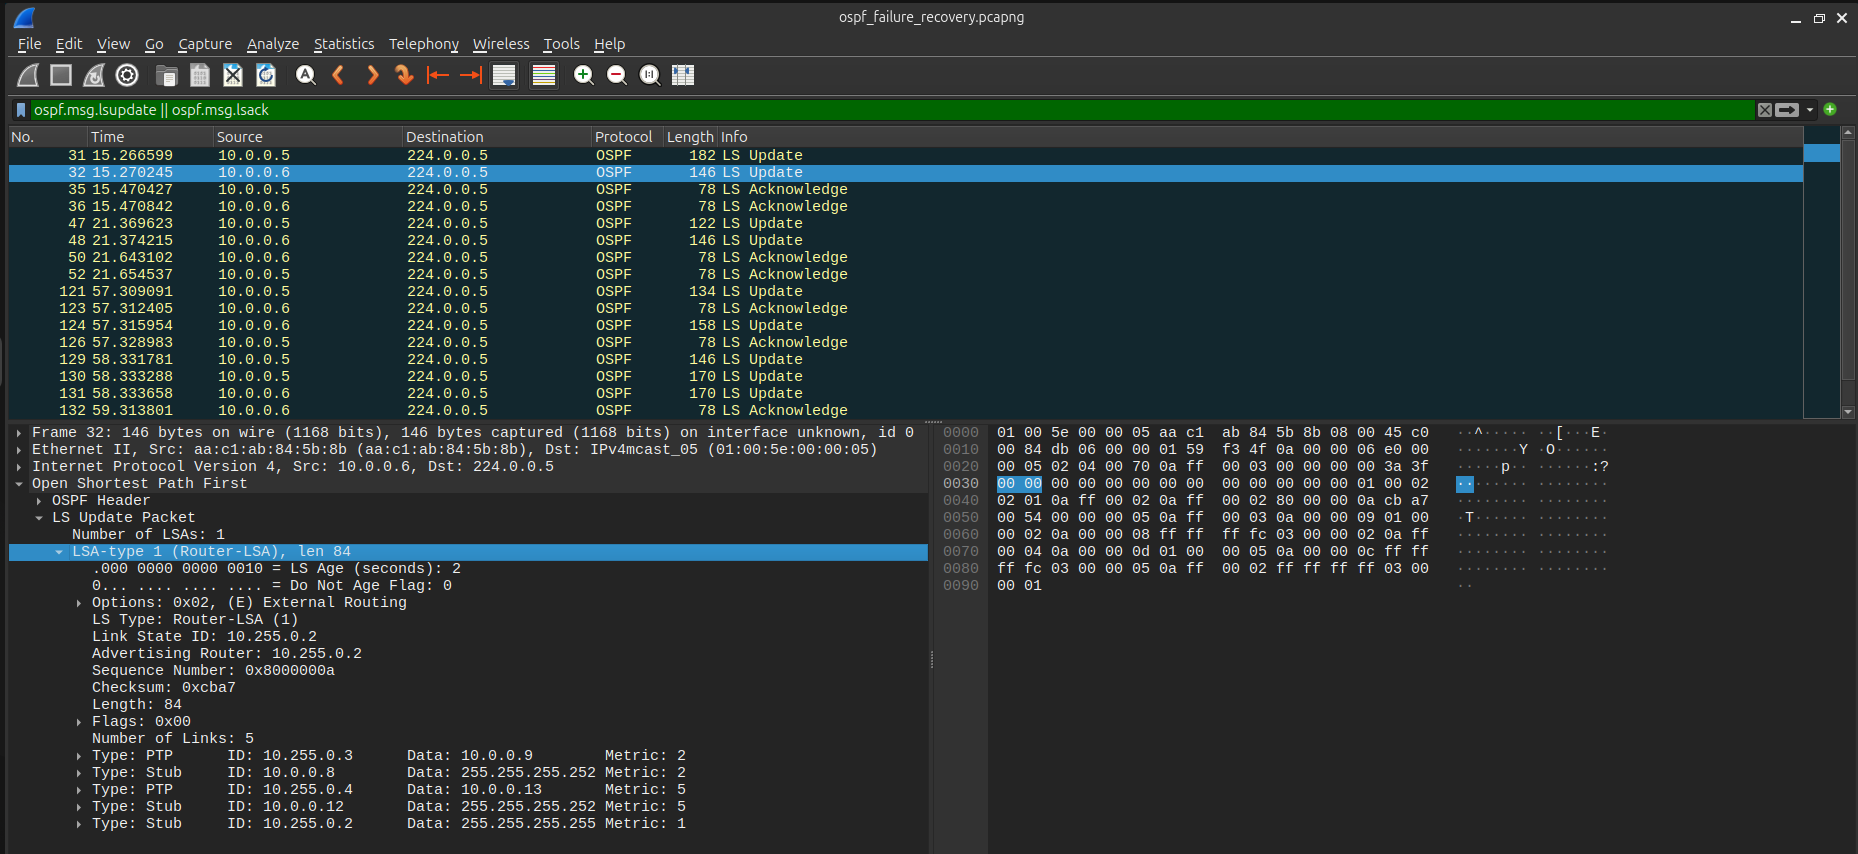 ospf_failure_recovery.pcapng
File Edit View Go Capture Analyze Statistics Telephony Wireless Tools Help
ospf.msg.lsupdate || ospf.msg.lsack
No. Time Source Destination Protocol Length Info
31 15.266599 10.0.0.5 224.0.0.5 OSPF 182 LS Update
32 15.270245 10.0.0.6 224.0.0.5 OSPF 146 LS Update
35 15.470427 10.0.0.5 224.0.0.5 OSPF 78 LS Acknowledge
36 15.470842 10.0.0.6 224.0.0.5 OSPF 78 LS Acknowledge
47 21.369623 10.0.0.5 224.0.0.5 OSPF 122 LS Update
48 21.374215 10.0.0.6 224.0.0.5 OSPF 146 LS Update
50 21.643102 10.0.0.6 224.0.0.5 OSPF 78 LS Acknowledge
52 21.654537 10.0.0.5 224.0.0.5 OSPF 78 LS Acknowledge
121 57.309091 10.0.0.5 224.0.0.5 OSPF 134 LS Update
123 57.312405 10.0.0.6 224.0.0.5 OSPF 78 LS Acknowledge
124 57.315954 10.0.0.6 224.0.0.5 OSPF 158 LS Update
126 57.328983 10.0.0.5 224.0.0.5 OSPF 78 LS Acknowledge
129 58.331781 10.0.0.5 224.0.0.5 OSPF 146 LS Update
130 58.333288 10.0.0.5 224.0.0.5 OSPF 170 LS Update
131 58.333658 10.0.0.6 224.0.0.5 OSPF 170 LS Update
132 59.313801 10.0.0.6 224.0.0.5 OSPF 78 LS Acknowledge
Frame 32: 146 bytes on wire (1168 bits), 146 bytes captured (1168 bits) on interface unknown, id 0
Ethernet II, Src: aa:c1:ab:84:5b:8b (aa:c1:ab:84:5b:8b), Dst: IPv4mcast_05 (01:00:5e:00:00:05)
Internet Protocol Version 4, Src: 10.0.0.6, Dst: 224.0.0.5
Open Shortest Path First
OSPF Header
LS Update Packet
Number of LSAs: 1
LSA-type 1 (Router-LSA), len 84
.000 0000 0000 0010 = LS Age (seconds): 2
0... .... .... .... = Do Not Age Flag: 0
Options: 0x02, (E) External Routing
LS Type: Router-LSA (1)
Link State ID: 10.255.0.2
Advertising Router: 10.255.0.2
Sequence Number: 0x8000000a
Checksum: 0xcba7
Length: 84
Flags: 0x00
Number of Links: 5
Type: PTP ID: 10.255.0.3 Data: 10.0.0.9 Metric: 2
Type: Stub ID: 10.0.0.8 Data: 255.255.255.252 Metric: 2
Type: PTP ID: 10.255.0.4 Data: 10.0.0.13 Metric: 5
Type: Stub ID: 10.0.0.12 Data: 255.255.255.252 Metric: 5
Type: Stub ID: 10.255.0.2 Data: 255.255.255.255 Metric: 1
0000 01 00 5e 00 00 05 aa c1 ab 84 5b 8b 08 00 45 c0 ··^····· ··[···E·
0010 00 84 db 06 00 00 01 59 f3 4f 0a 00 00 06 e0 00 ·······Y ·O······
0020 00 05 02 04 00 70 0a ff 00 03 00 00 00 00 3a 3f ·····p·· ······:?
0030 00 00 00 00 00 00 00 00 00 00 00 00 00 01 00 02 ········ ········
0040 02 01 0a ff 00 02 0a ff 00 02 80 00 00 0a cb a7 ········ ········
0050 00 54 00 00 00 05 0a ff 00 03 0a 00 00 09 01 00 ·T······ ········
0060 00 02 0a 00 00 08 ff ff ff fc 03 00 00 02 0a ff ········ ········
0070 00 04 0a 00 00 0d 01 00 00 05 0a 00 00 0c ff ff ········ ········
0080 ff fc 03 00 00 05 0a ff 00 02 ff ff ff ff 03 00 ········ ········
0090 00 01 ··